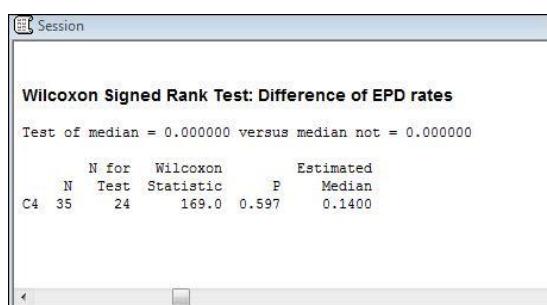 Session
Wilcoxon Signed Rank Test: Difference of EPD rates
Test of median = 0.000000 versus median not = 0.000000
N for Wilcoxon Estimated
N Test Statistic P Median
C4 35 24 169.0 0.597 0.1400